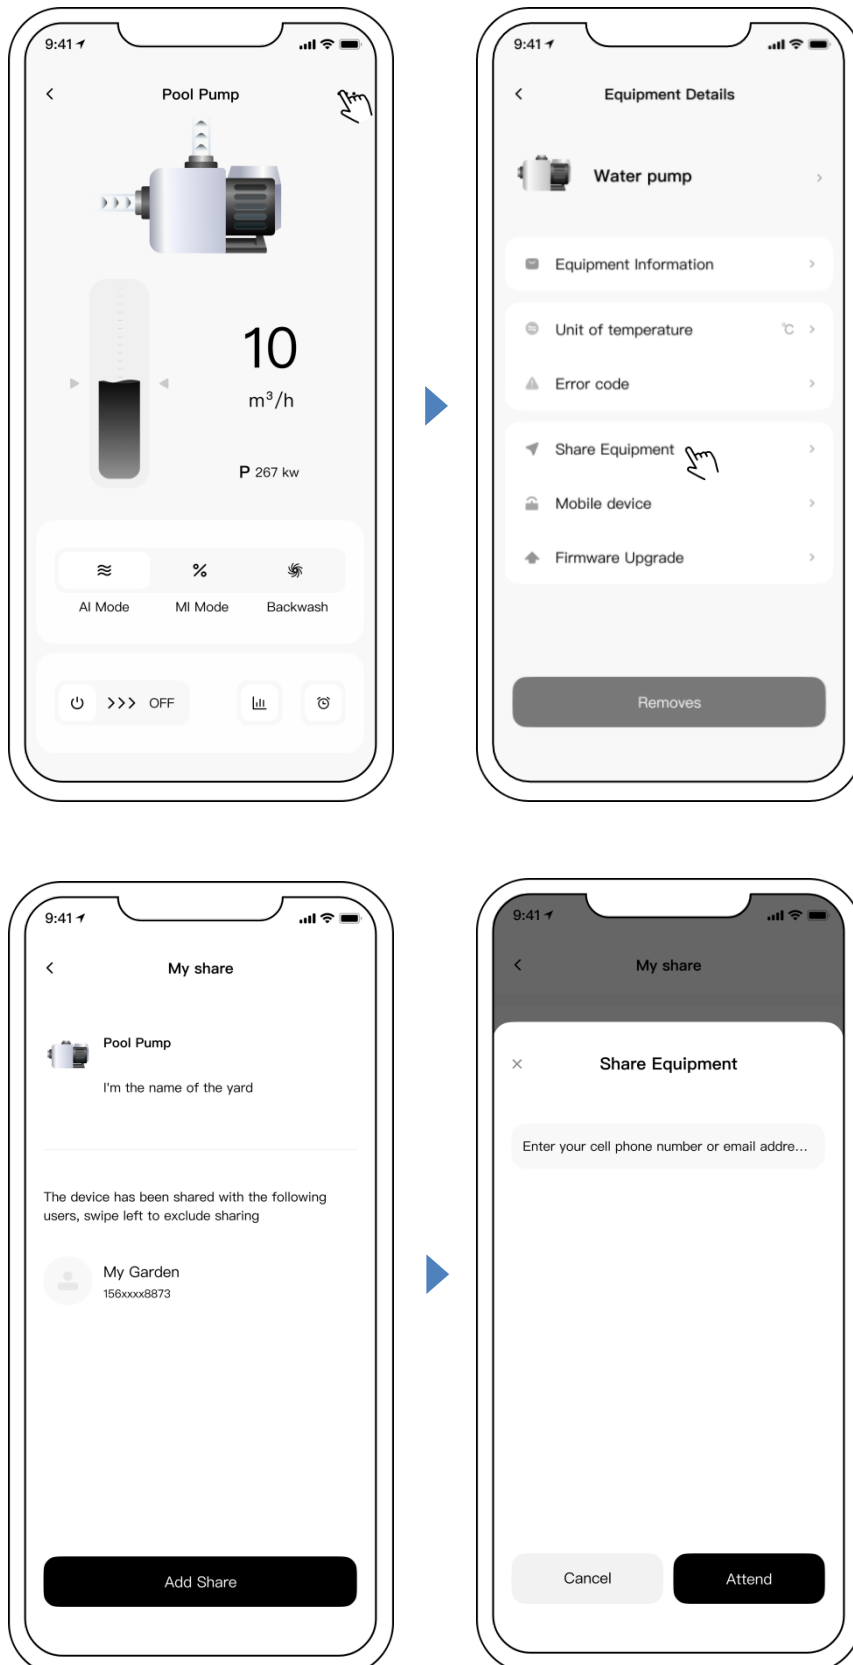 9:41
Pool Pump
10
m³/h
P 267 kw
AI Mode
MI Mode
Backwash
>>> OFF
9:41
Equipment Details
Water pump
Equipment Information
Unit of temperature
℃
Error code
Share Equipment
Mobile device
Firmware Upgrade
Removes
9:41
My share
Pool Pump
I'm the name of the yard
The device has been shared with the following
users, swipe left to exclude sharing
My Garden
156xxxx8873
Add Share
9:41
My share
Share Equipment
Enter your cell phone number or email addre...
Cancel
Attend